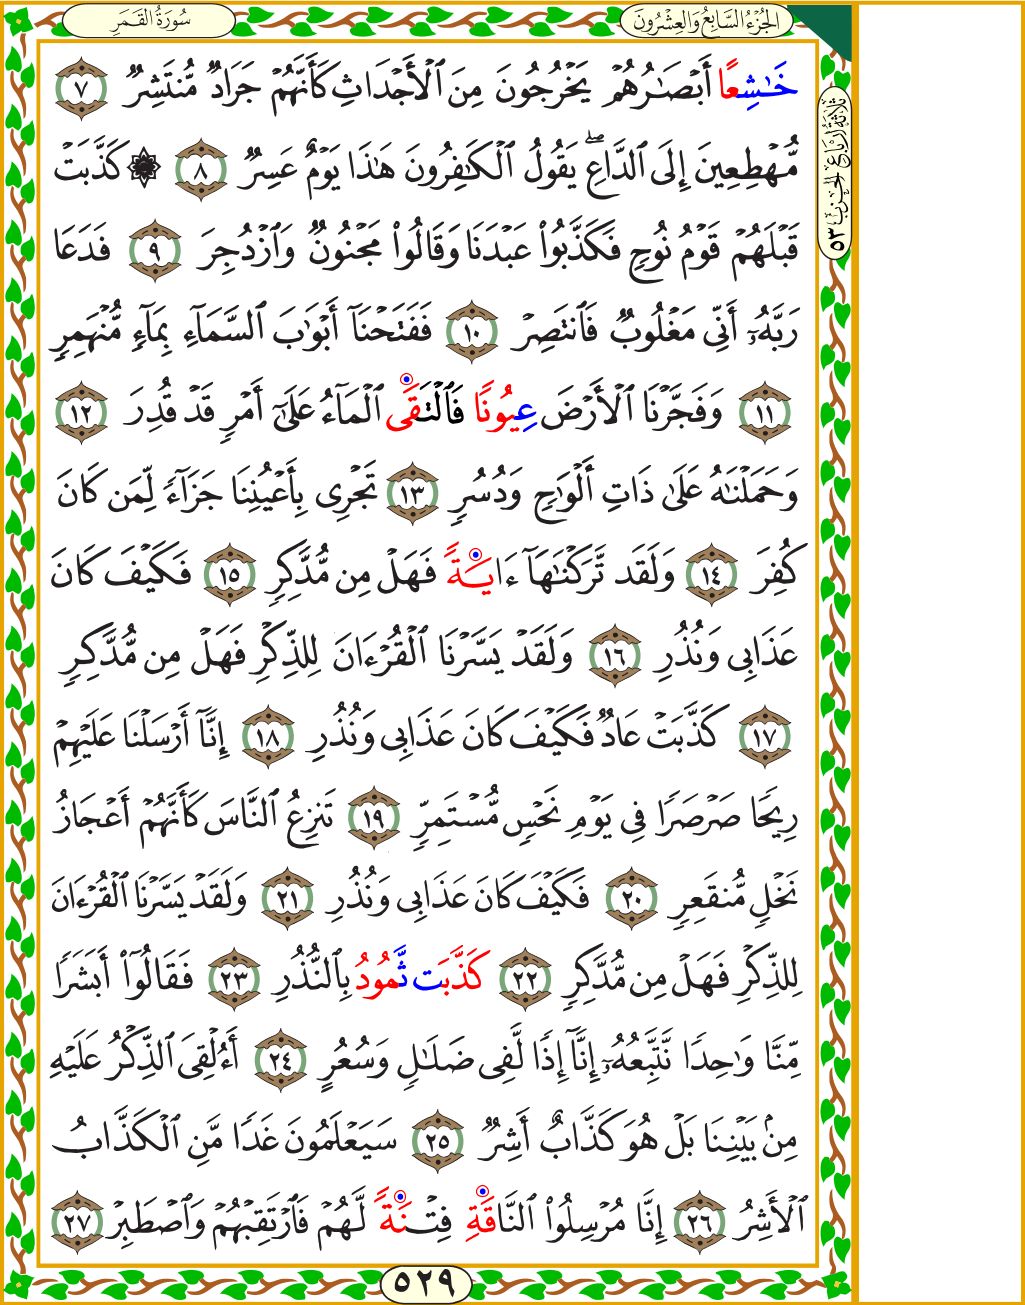 الجُزْءُ السَّابِعُ وَالعِشْرُونَ
سُورَةُ القَمَرِ
خَٰشِعًا أَبْصَٰرُهُمْ يَخْرُجُونَ مِنَ ٱلْأَجْدَاثِ كَأَنَّهُمْ جَرَادٌ مُّنتَشِرٌ ٧
مُّهْطِعِينَ إِلَى ٱلدَّاعِ ۖ يَقُولُ ٱلْكَٰفِرُونَ هَٰذَا يَوْمٌ عَسِرٌ ٨ ۞ كَذَّبَتْ
قَبْلَهُمْ قَوْمُ نُوحٍ فَكَذَّبُوا۟ عَبْدَنَا وَقَالُوا۟ مَجْنُونٌ وَٱزْدُجِرَ ٩ فَدَعَا
رَبَّهُۥٓ أَنِّى مَغْلُوبٌ فَٱنتَصِرْ ١٠ فَفَتَحْنَآ أَبْوَٰبَ ٱلسَّمَآءِ بِمَآءٍ مُّنْهَمِرٍ
١١ وَفَجَّرْنَا ٱلْأَرْضَ عِيُونًا فَٱلْتَقَى ٱلْمَآءُ عَلَىٰٓ أَمْرٍ قَدْ قُدِرَ ١٢
وَحَمَلْنَٰهُ عَلَىٰ ذَاتِ أَلْوَٰحٍ وَدُسُرٍ ١٣ تَجْرِى بِأَعْيُنِنَا جَزَآءً لِّمَن كَانَ
كُفِرَ ١٤ وَلَقَد تَّرَكْنَٰهَآ ءَايَةً فَهَلْ مِن مُّدَّكِرٍ ١٥ فَكَيْفَ كَانَ
عَذَابِى وَنُذُرِ ١٦ وَلَقَدْ يَسَّرْنَا ٱلْقُرْءَانَ لِلذِّكْرِ فَهَلْ مِن مُّدَّكِرٍ
١٧ كَذَّبَتْ عَادٌ فَكَيْفَ كَانَ عَذَابِى وَنُذُرِ ١٨ إِنَّآ أَرْسَلْنَا عَلَيْهِمْ
رِيحًا صَرْصَرًا فِى يَوْمِ نَحْسٍ مُّسْتَمِرٍّ ١٩ تَنزِعُ ٱلنَّاسَ كَأَنَّهُمْ أَعْجَازُ
نَخْلٍ مُّنقَعِرٍ ٢٠ فَكَيْفَ كَانَ عَذَابِى وَنُذُرِ ٢١ وَلَقَدْ يَسَّرْنَا ٱلْقُرْءَانَ
لِلذِّكْرِ فَهَلْ مِن مُّدَّكِرٍ ٢٢ كَذَّبَت ثَّمُودُ بِٱلنُّذُرِ ٢٣ فَقَالُوٓا۟ أَبَشَرًا
مِّنَّا وَٰحِدًا نَّتَّبِعُهُۥٓ إِنَّآ إِذًا لَّفِى ضَلَٰلٍ وَسُعُرٍ ٢٤ أَءُلْقِىَ ٱلذِّكْرُ عَلَيْهِ
مِنۢ بَيْنِنَا بَلْ هُوَ كَذَّابٌ أَشِرٌ ٢٥ سَيَعْلَمُونَ غَدًا مَّنِ ٱلْكَذَّابُ
ٱلْأَشِرُ ٢٦ إِنَّا مُرْسِلُوا۟ ٱلنَّاقَةِ فِتْنَةً لَّهُمْ فَٱرْتَقِبْهُمْ وَٱصْطَبِرْ ٢٧
ثَلَاثَةُ أَرْبَاعِ الحِزْبِ ٥٣
٥٢٩